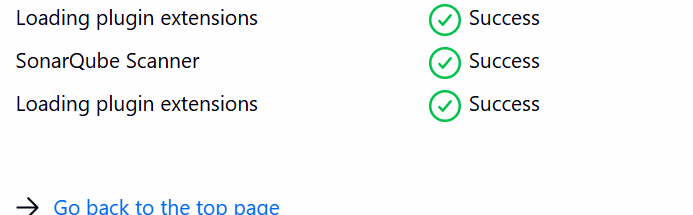 Loading plugin extensions Success
SonarQube Scanner Success
Loading plugin extensions Success
Go back to the top page